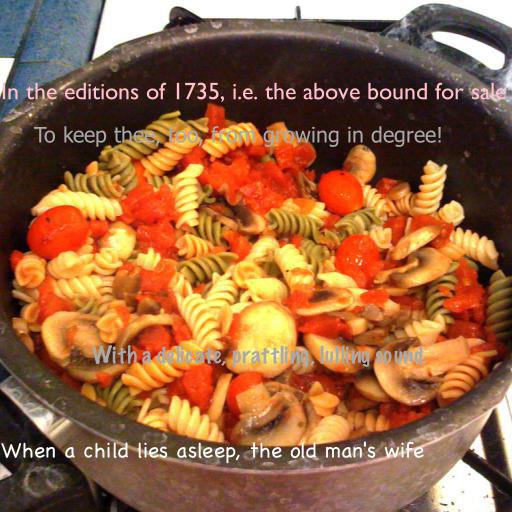 In the editions of 1735, i.e. the above bound for sale
To keep thee, too, from growing in degree!
With a delicate, prattling, lulling sound
When a child lies asleep, the old man's wife